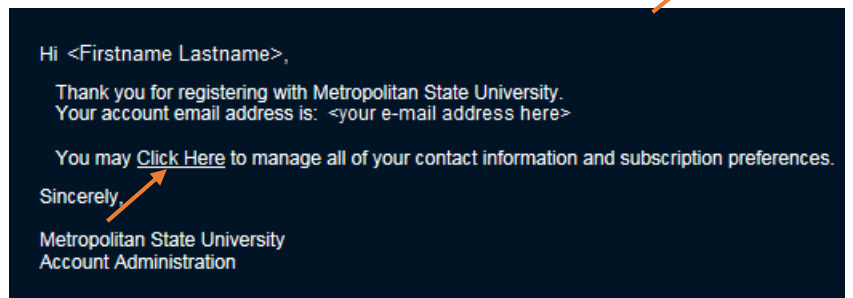 Hi <Firstname Lastname>,
Thank you for registering with Metropolitan State University.
Your account email address is: <your e-mail address here>
You may Click Here to manage all of your contact information and subscription preferences.
Sincerely,
Metropolitan State University
Account Administration